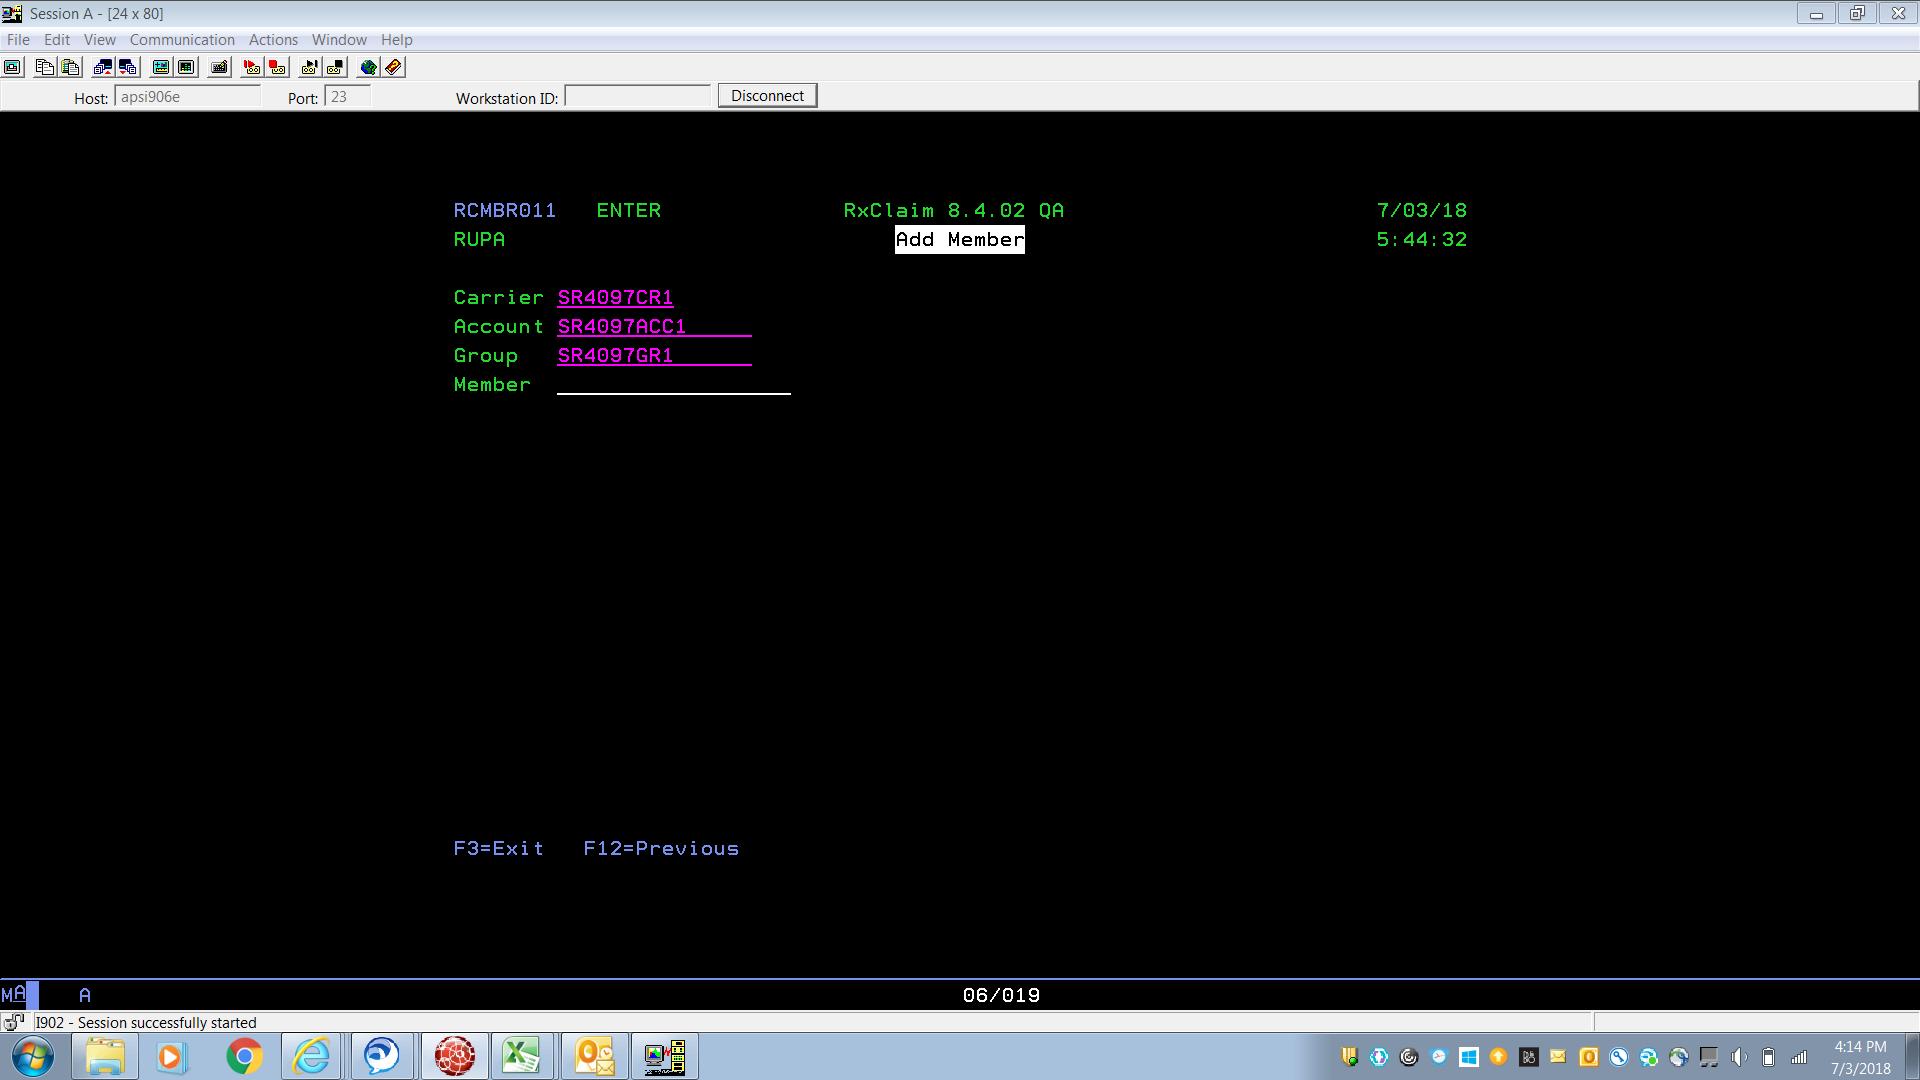 Session A - [24 x 80]
File Edit View Communication Actions Window Help
Host: apsi906e Port: 23 Workstation ID: Disconnect
RCMBR011 ENTER RxClaim 8.4.02 QA 7/03/18
RUPA Add Member 5:44:32
Carrier SR4097CR1
Account SR4097ACC1
Group SR4097GR1
Member
F3=Exit F12=Previous
MA A 06/019
I902 - Session successfully started
4:14 PM
7/3/2018